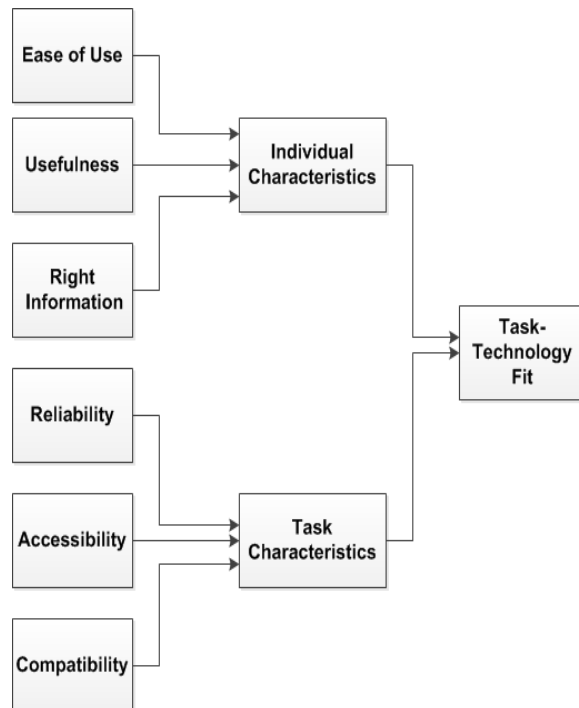 Ease of Use
Usefulness
Right
Information
Reliability
Accessibility
Compatibility
Individual
Characteristics
Task
Characteristics
Task-
Technology
Fit